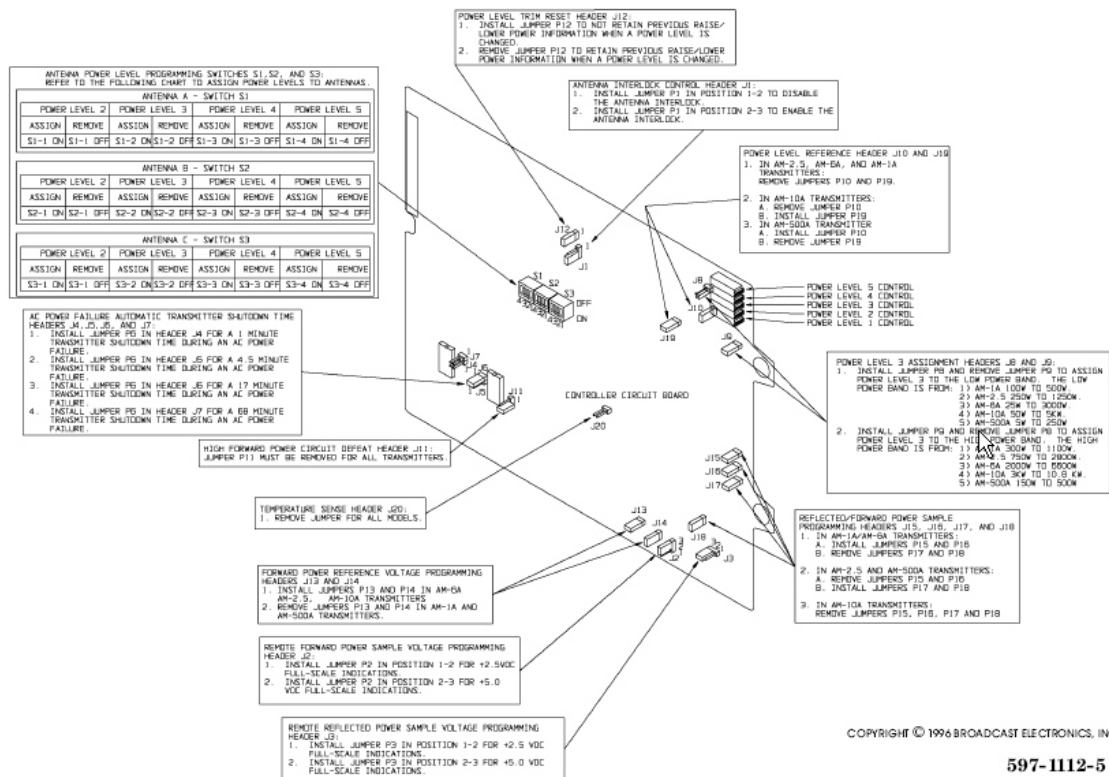 POWER LEVEL TRIM RESET HEADER J12:
1. INSTALL JUMPER P12 TO NOT RETAIN PREVIOUS RAISE/
LOWER POWER INFORMATION WHEN A POWER LEVEL IS
CHANGED.
2. REMOVE JUMPER P12 TO RETAIN PREVIOUS RAISE/LOWER
POWER INFORMATION WHEN A POWER LEVEL IS CHANGED.
ANTENNA POWER LEVEL PROGRAMMING SWITCHES S1,S2, AND S3:
REFER TO THE FOLLOWING CHART TO ASSIGN POWER LEVELS TO ANTENNAS.
ANTENNA A - SWITCH S1
POWER LEVEL 2 POWER LEVEL 3 POWER LEVEL 4 POWER LEVEL 5
ASSIGN REMOVE ASSIGN REMOVE ASSIGN REMOVE ASSIGN REMOVE
S1-1 ON S1-1 OFF S1-2 ON S1-2 OFF S1-3 ON S1-3 OFF S1-4 ON S1-4 OFF
ANTENNA B - SWITCH S2
POWER LEVEL 2 POWER LEVEL 3 POWER LEVEL 4 POWER LEVEL 5
ASSIGN REMOVE ASSIGN REMOVE ASSIGN REMOVE ASSIGN REMOVE
S2-1 ON S2-1 OFF S2-2 ON S2-2 OFF S2-3 ON S2-3 OFF S2-4 ON S2-4 OFF
ANTENNA C - SWITCH S3
POWER LEVEL 2 POWER LEVEL 3 POWER LEVEL 4 POWER LEVEL 5
ASSIGN REMOVE ASSIGN REMOVE ASSIGN REMOVE ASSIGN REMOVE
S3-1 ON S3-1 OFF S3-2 ON S3-2 OFF S3-3 ON S3-3 OFF S3-4 ON S3-4 OFF
ANTENNA INTERLOCK CONTROL HEADER J1:
1. INSTALL JUMPER P1 IN POSITION 1-2 TO DISABLE
THE ANTENNA INTERLOCK.
2. INSTALL JUMPER P1 IN POSITION 2-3 TO ENABLE THE
ANTENNA INTERLOCK.
POWER LEVEL REFERENCE HEADER J10 AND J19
1. IN AM-2.5, AM-6A, AND AM-1A
TRANSMITTERS:
REMOVE JUMPERS P10 AND P19.
2. IN AM-10A TRANSMITTERS:
A. REMOVE JUMPER P10
B. INSTALL JUMPER P19
3. IN AM-500A TRANSMITTER
A. INSTALL JUMPER P10
B. REMOVE JUMPER P19
J12
1
1
J1
S1
S2
S3
OFF
ON
J8
J10
J19
J9
POWER LEVEL 5 CONTROL
POWER LEVEL 4 CONTROL
POWER LEVEL 3 CONTROL
POWER LEVEL 2 CONTROL
POWER LEVEL 1 CONTROL
AC POWER FAILURE AUTOMATIC TRANSMITTER SHUTDOWN TIME
HEADERS J4,J5,J6, AND J7:
1. INSTALL JUMPER P6 IN HEADER J4 FOR A 1 MINUTE
TRANSMITTER SHUTDOWN TIME DURING AN AC POWER
FAILURE.
2. INSTALL JUMPER P6 IN HEADER J5 FOR A 4.5 MINUTE
TRANSMITTER SHUTDOWN TIME DURING AN AC POWER
FAILURE.
3. INSTALL JUMPER P6 IN HEADER J6 FOR A 17 MINUTE
TRANSMITTER SHUTDOWN TIME DURING AN AC POWER
FAILURE.
4. INSTALL JUMPER P6 IN HEADER J7 FOR A 68 MINUTE
TRANSMITTER SHUTDOWN TIME DURING AN AC POWER
FAILURE.
J7
J5
J11
CONTROLLER CIRCUIT BOARD
J20
POWER LEVEL 3 ASSIGNMENT HEADERS J8 AND J9:
1. INSTALL JUMPER P8 AND REMOVE JUMPER P9 TO ASSIGN
POWER LEVEL 3 TO THE LOW POWER BAND. THE LOW
POWER BAND IS FROM: 1) AM-1A 100W TO 500W.
2) AM-2.5 250W TO 1250W.
3) AM-6A 25W TO 3000W.
4) AM-10A 50W TO 5KW.
5) AM-500A 5W TO 250W
2. INSTALL JUMPER P9 AND REMOVE JUMPER P8 TO ASSIGN
POWER LEVEL 3 TO THE HIGH POWER BAND. THE HIGH
POWER BAND IS FROM: 1) AM-1A 300W TO 1100W.
2) AM-2.5 750W TO 2800W.
3) AM-6A 2000W TO 6600W
4) AM-10A 3KW TO 10.8 KW.
5) AM-500A 150W TO 500W
HIGH FORWARD POWER CIRCUIT DEFEAT HEADER J11:
JUMPER P11 MUST BE REMOVED FOR ALL TRANSMITTERS.
TEMPERATURE SENSE HEADER J20:
1. REMOVE JUMPER FOR ALL MODELS.
J15
J16
J17
J13
J14
J18
J2
J3
REFLECTED/FORWARD POWER SAMPLE
PROGRAMMING HEADERS J15, J16, J17, AND J18
1. IN AM-1A/AM-6A TRANSMITTERS:
A. INSTALL JUMPERS P15 AND P16
B. REMOVE JUMPERS P17 AND P18
2. IN AM-2.5 AND AM-500A TRANSMITTERS:
A. REMOVE JUMPERS P15 AND P16
B. INSTALL JUMPERS P17 AND P18
3. IN AM-10A TRANSMITTERS:
REMOVE JUMPERS P15, P16, P17 AND P18
FORWARD POWER REFERENCE VOLTAGE PROGRAMMING
HEADERS J13 AND J14
1. INSTALL JUMPERS P13 AND P14 IN AM-6A
AM-2.5, AM-10A TRANSMITTERS
2. REMOVE JUMPERS P13 AND P14 IN AM-1A AND
AM-500A TRANSMITTERS.
REMOTE FORWARD POWER SAMPLE VOLTAGE PROGRAMMING
HEADER J2:
1. INSTALL JUMPER P2 IN POSITION 1-2 FOR +2.5VDC
FULL-SCALE INDICATIONS.
2. INSTALL JUMPER P2 IN POSITION 2-3 FOR +5.0
VDC FULL-SCALE INDICATIONS.
REMOTE REFLECTED POWER SAMPLE VOLTAGE PROGRAMMING
HEADER J3:
1. INSTALL JUMPER P3 IN POSITION 1-2 FOR +2.5 VDC
FULL-SCALE INDICATIONS.
2. INSTALL JUMPER P3 IN POSITION 2-3 FOR +5.0 VDC
FULL-SCALE INDICATIONS.
COPYRIGHT © 1996 BROADCAST ELECTRONICS, IN
597-1112-5